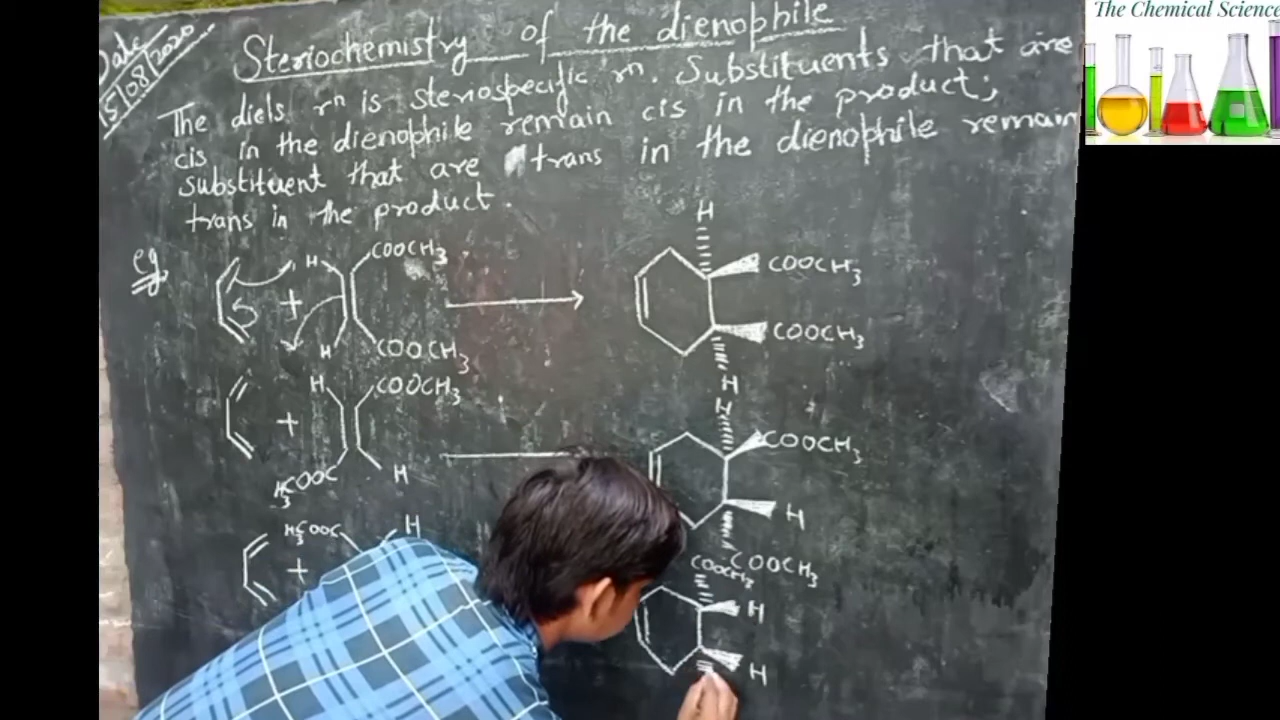 The Chemical Science
Date
15/08/2020
Steriochemistry of the dienophile
The diels rⁿ is steriospecific rⁿ. Substituents that are
cis in the dienophile remain cis in the product;
substituent that are trans in the dienophile remain
trans in the product.
eg
+ H COOCH3
H COOCH3
H
COOCH3
COOCH3
H
+ H COOCH3
H3COOC H
H
COOCH3
H
COOCH3
+ H3COOC H
COOCH3
H
H